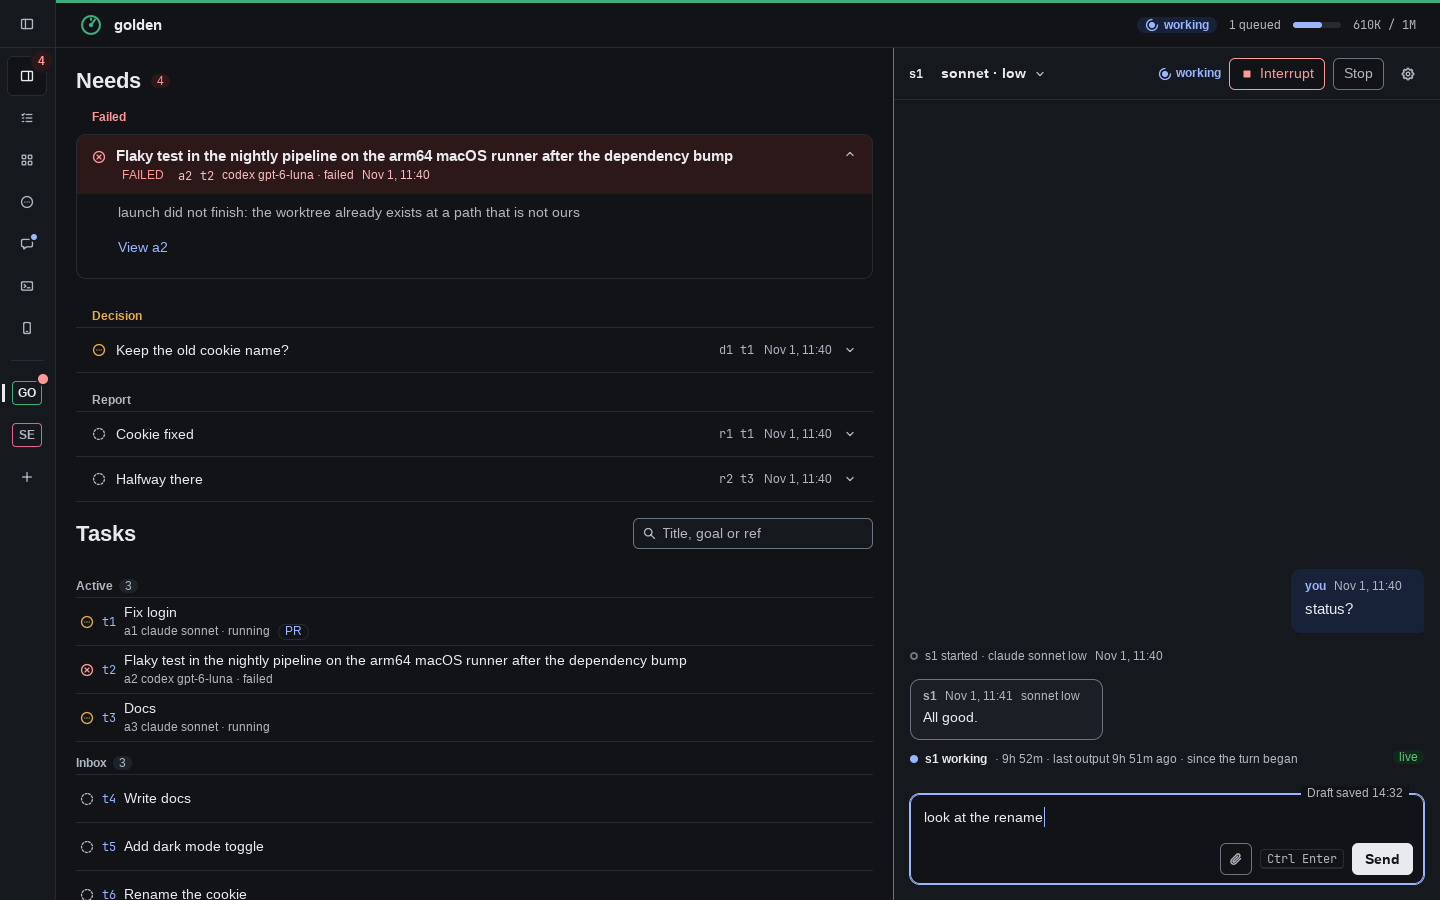 golden
working
1 queued
610K / 1M
4
GO
SE
Needs 4
Failed
Flaky test in the nightly pipeline on the arm64 macOS runner after the dependency bump
FAILED a2 t2 codex gpt-6-luna · failed Nov 1, 11:40
launch did not finish: the worktree already exists at a path that is not ours
View a2
Decision
Keep the old cookie name? d1 t1 Nov 1, 11:40
Report
Cookie fixed r1 t1 Nov 1, 11:40
Halfway there r2 t3 Nov 1, 11:40
Tasks
Title, goal or ref
Active 3
t1 Fix login
a1 claude sonnet · running PR
t2 Flaky test in the nightly pipeline on the arm64 macOS runner after the dependency bump
a2 codex gpt-6-luna · failed
t3 Docs
a3 claude sonnet · running
Inbox 3
t4 Write docs
t5 Add dark mode toggle
t6 Rename the cookie
s1 sonnet · low
working
Interrupt
Stop
you Nov 1, 11:40
status?
s1 started · claude sonnet low Nov 1, 11:40
s1 Nov 1, 11:41 sonnet low
All good.
s1 working · 9h 52m · last output 9h 51m ago · since the turn began
live
Draft saved 14:32
look at the rename
Ctrl Enter
Send